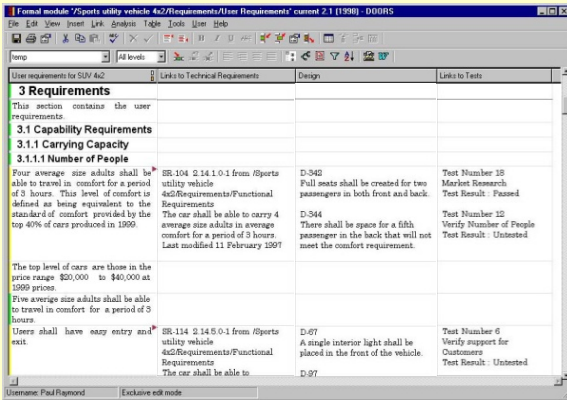 Formal module '/Sports utility vehicle 4x2/Requirements/User Requirements' current 2.1 (1998) - DOORS
File Edit View Insert Link Analysis Table Tools User Help
temp
All levels
User requirements for SUV 4x2 Links to Technical Requirements Design Links to Tests
3 Requirements
This section contains the user
requirements.
3.1 Capability Requirements
3.1.1 Carrying Capacity
3.1.1.1 Number of People
Four average size adults shall be
able to travel in comfort for a period
of 3 hours. This level of comfort is
defined as being equivalent to the
standard of comfort provided by the
top 40% of cars produced in 1999.
SR-104 2.14.1.0-1 from /Sports
utility vehicle
4x2/Requirements/Functional
Requirements
The car shall be able to carry 4
average size adults in average
comfort for a period of 3 hours.
Last modified 11 February 1997
D-342
Full seats shall be created for two
passengers in both front and back.
D-344
There shall be space for a fifth
passenger in the back that will not
meet the comfort requirement.
Test Number 18
Market Research
Test Result : Passed
Test Number 12
Verify Number of People
Test Result : Untested
The top level of cars are those in the
price range $20,000 to $40,000 at
1999 prices.
Five averige size adults shall be able
to travel in comfort for a period of 3
hours.
Users shall have easy entry and
exit.
SR-114 2.14.5.0-1 from /Sports
utility vehicle
4x2/Requirements/Functional
Requirements
The car shall be able to
D-67
A single interior light shall be
placed in the front of the vehicle.
D-97
Test Number 6
Verify support for
Customers
Test Result : Untested
Username: Paul Raymond Exclusive edit mode